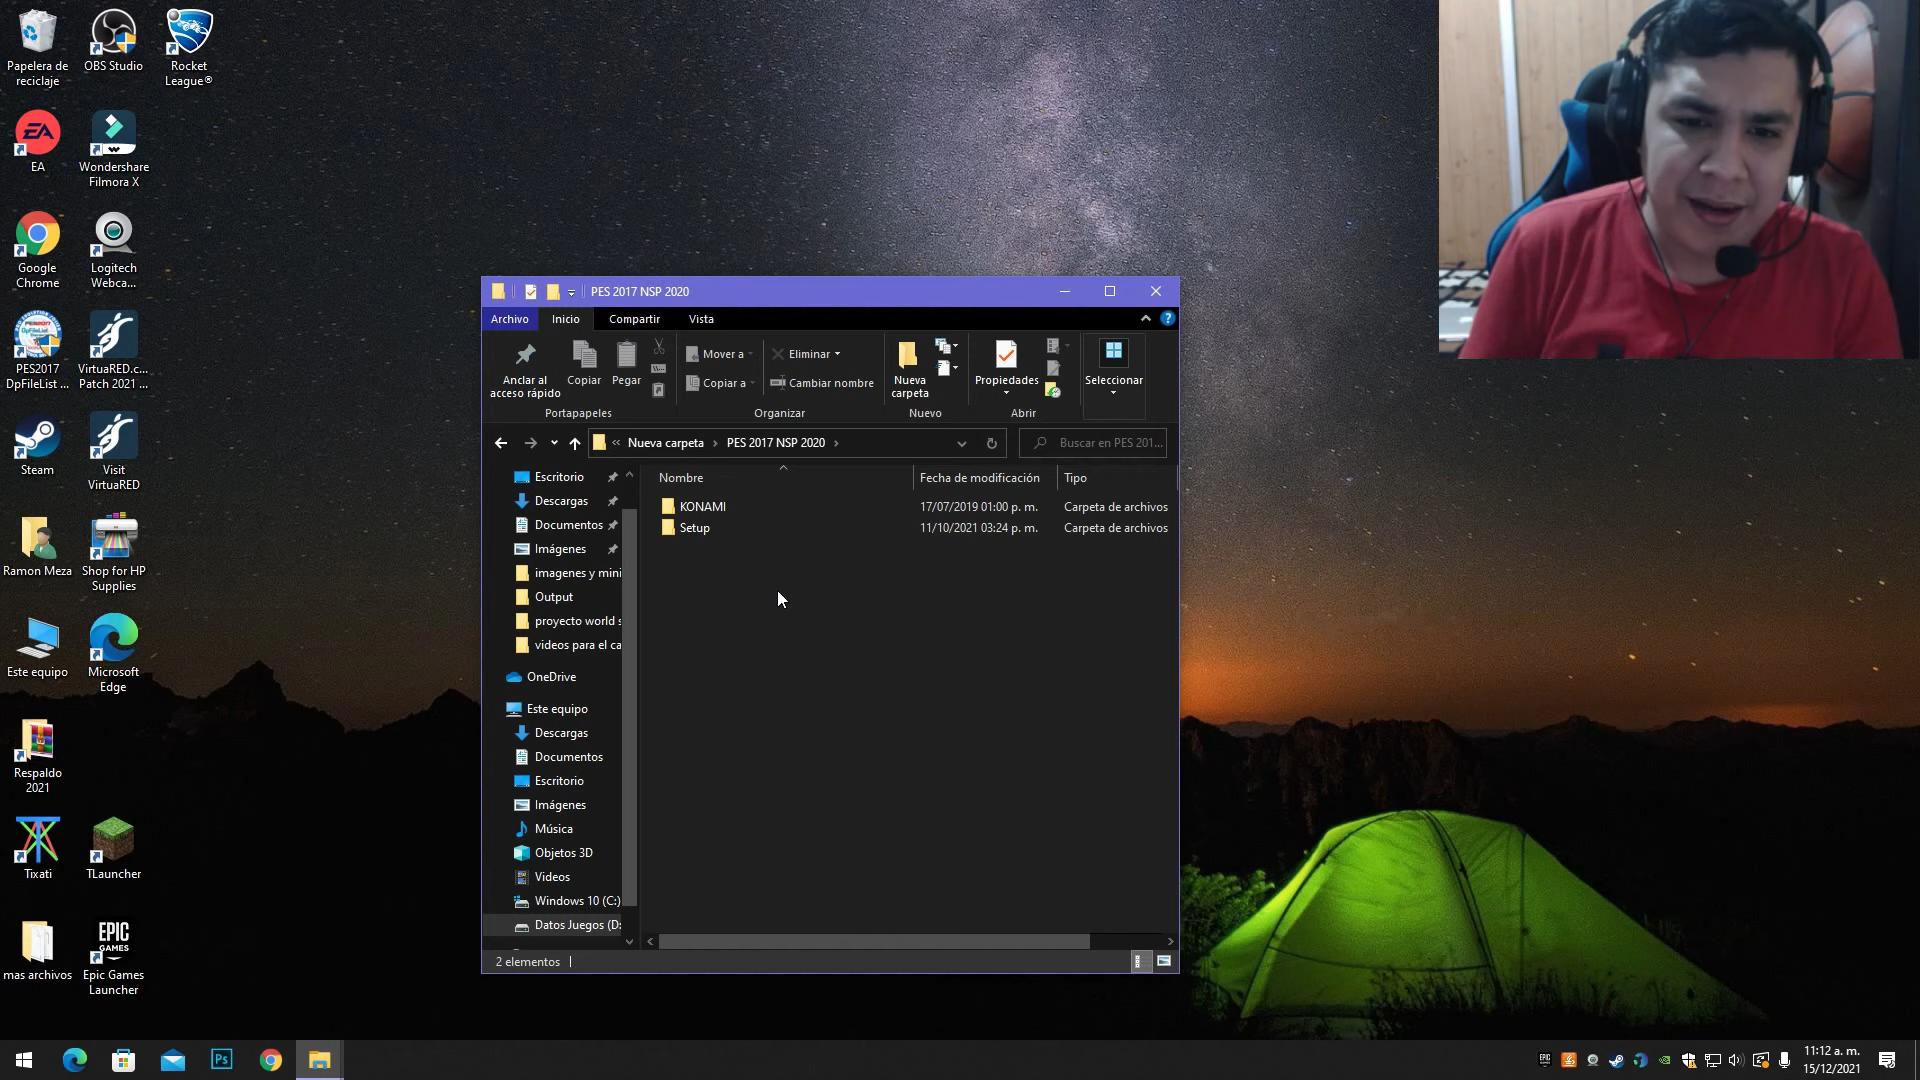 Papelera de
reciclaje
OBS Studio
Rocket
League®
EA
EA
Wondershare
Filmora X
Google
Chrome
Logitech
Webca...
PES2017
DpFileList ...
VirtuaRED.c...
Patch 2021 ...
Steam
Visit
VirtuaRED
Ramon Meza
Shop for HP
Supplies
Este equipo
Microsoft
Edge
Respaldo
2021
Tixati
TLauncher
mas archivos
EPIC
GAMES
Epic Games
Launcher
PES 2017 NSP 2020
Archivo
Inicio
Compartir
Vista
Anclar al
acceso rápido
Copiar
Pegar
Mover a
Copiar a
Eliminar
Cambiar nombre
Nueva
carpeta
Propiedades
Seleccionar
Portapapeles
Organizar
Nuevo
Abrir
« Nueva carpeta › PES 2017 NSP 2020 ›
Buscar en PES 201...
Nombre
Fecha de modificación
Tipo
KONAMI
17/07/2019 01:00 p. m.
Carpeta de archivos
Setup
11/10/2021 03:24 p. m.
Carpeta de archivos
Escritorio
Descargas
Documentos
Imágenes
imagenes y mini
Output
proyecto world s
videos para el ca
OneDrive
Este equipo
Descargas
Documentos
Escritorio
Imágenes
Música
Objetos 3D
Videos
Windows 10 (C:)
Datos Juegos (D:
2 elementos
Ps
11:12 a. m.
15/12/2021